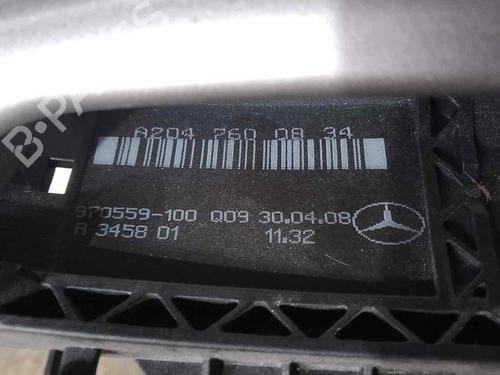 A204 760 08 34
970559-100 Q09 30.04.08
A 3458 01 11.32
B-PARTS